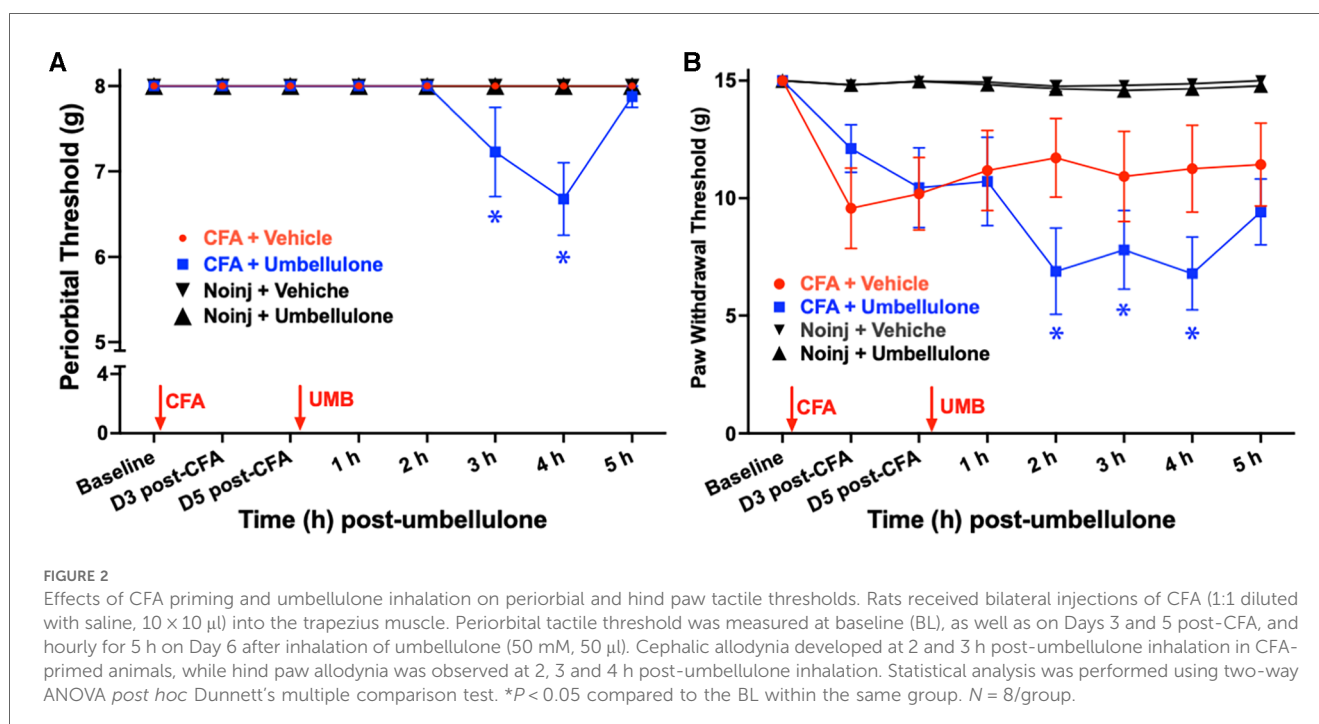 A
8
7
6
5
4
0
Periorbital Threshold (g)
CFA + Vehicle
CFA + Umbellulone
Noinj + Vehiche
Noinj + Umbellulone
*
*
CFA
UMB
Baseline
D3 post-CFA
D5 post-CFA
1 h
2 h
3 h
4 h
5 h
Time (h) post-umbellulone
B
15
10
5
0
Paw Withdrawal Threshold (g)
CFA + Vehicle
CFA + Umbellulone
Noinj + Vehiche
Noinj + Umbellulone
*
*
*
CFA
UMB
Baseline
D3 post-CFA
D5 post-CFA
1 h
2 h
3 h
4 h
5 h
Time (h) post-umbellulone
FIGURE 2
Effects of CFA priming and umbellulone inhalation on periorbial and hind paw tactile thresholds. Rats received bilateral injections of CFA (1:1 diluted
with saline, 10 × 10 µl) into the trapezius muscle. Periorbital tactile threshold was measured at baseline (BL), as well as on Days 3 and 5 post-CFA, and
hourly for 5 h on Day 6 after inhalation of umbellulone (50 mM, 50 µl). Cephalic allodynia developed at 2 and 3 h post-umbellulone inhalation in CFA-
primed animals, while hind paw allodynia was observed at 2, 3 and 4 h post-umbellulone inhalation. Statistical analysis was performed using two-way
ANOVA post hoc Dunnett's multiple comparison test. *P < 0.05 compared to the BL within the same group. N = 8/group.